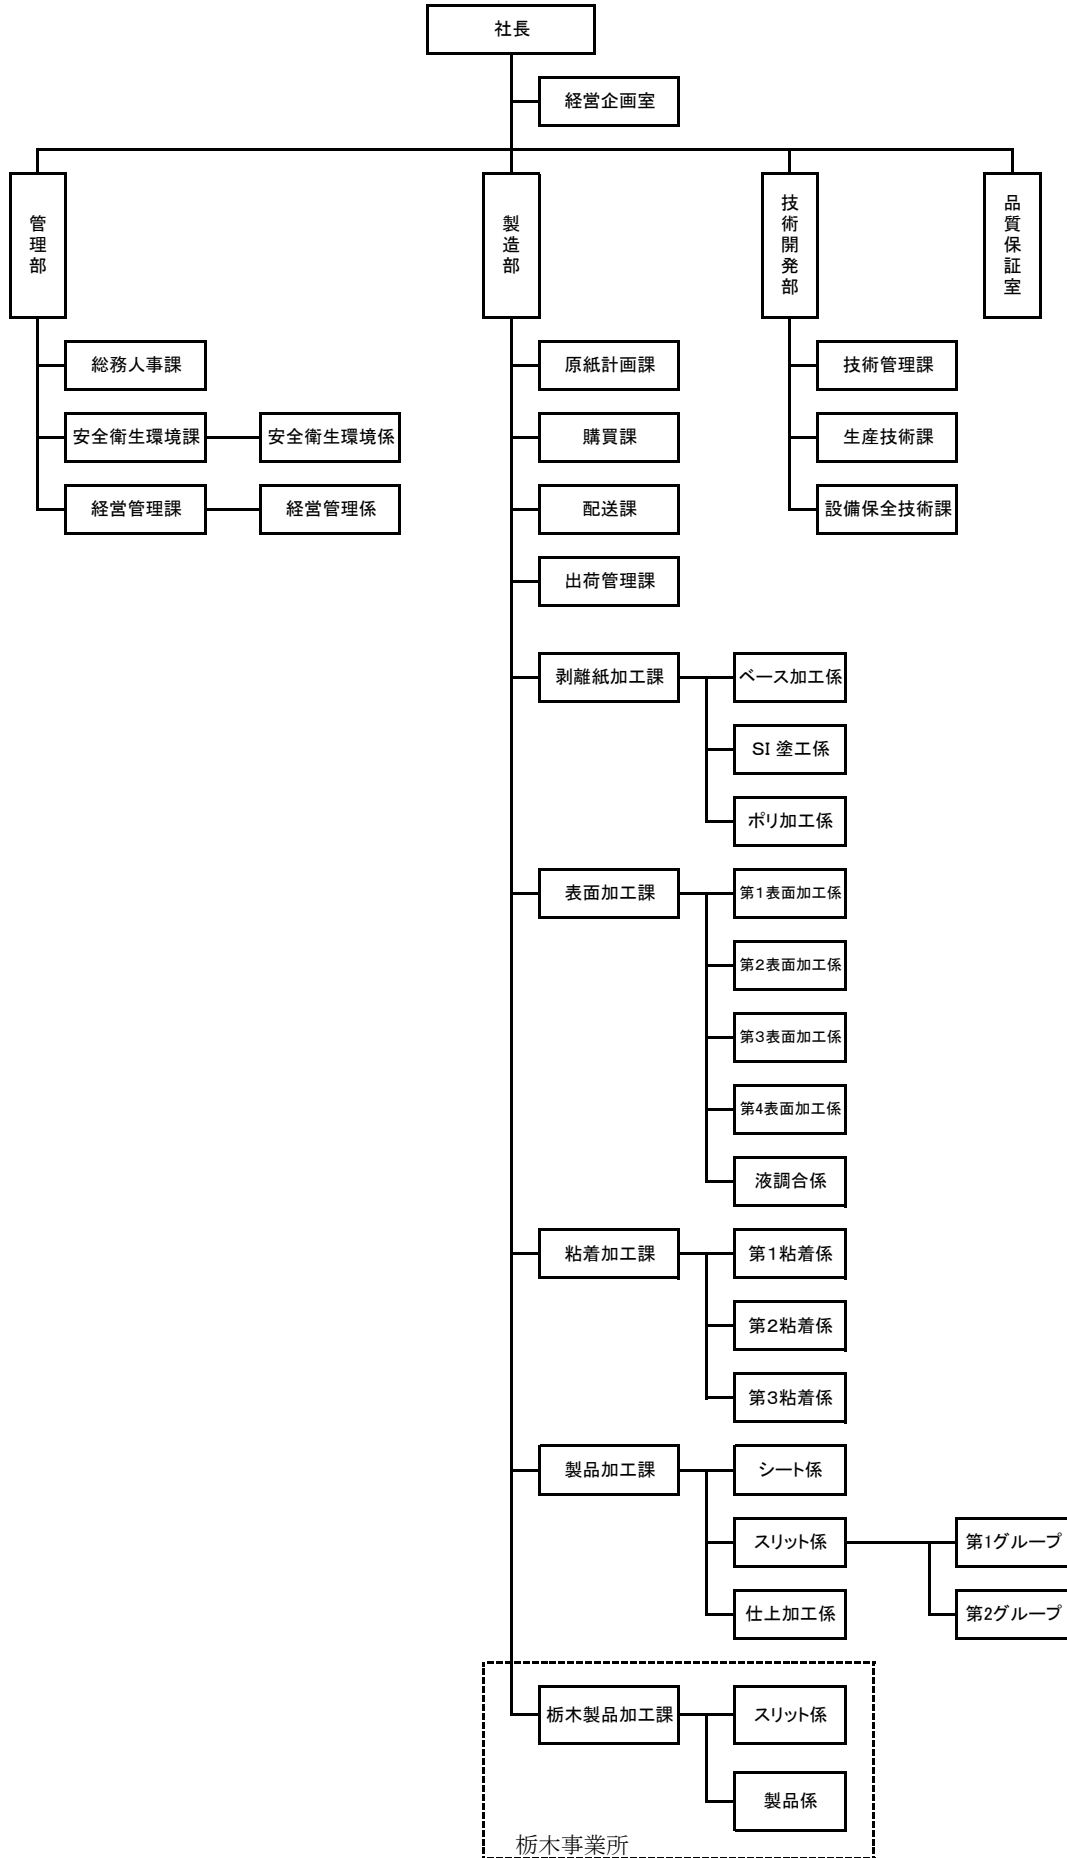 社長
経営企画室
管理部
製造部
技術開発部
品質保証室
総務人事課
原紙計画課
技術管理課
安全衛生環境課
安全衛生環境係
購買課
生産技術課
経営管理課
経営管理係
配送課
設備保全技術課
出荷管理課
剥離紙加工課
ベース加工係
SI 塗工係
ポリ加工係
表面加工課
第1表面加工係
第2表面加工係
第3表面加工係
第4表面加工係
液調合係
粘着加工課
第1粘着係
第2粘着係
第3粘着係
製品加工課
シート係
スリット係
第1グループ
仕上加工係
第2グループ
栃木製品加工課
スリット係
製品係
栃木事業所